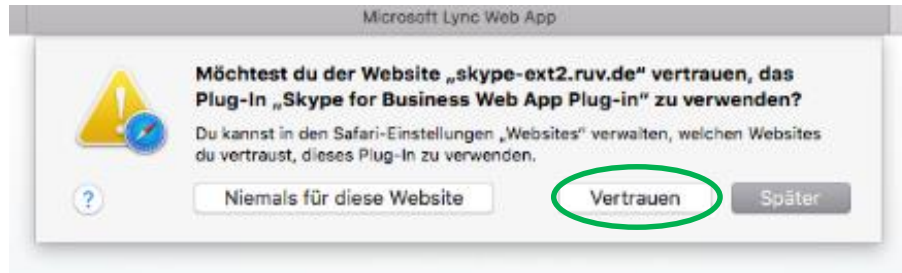 Microsoft Lync Web App
Möchtest du der Website „skype-ext2.ruv.de“ vertrauen, das
Plug-In „Skype for Business Web App Plug-in“ zu verwenden?
Du kannst in den Safari-Einstellungen „Websites“ verwalten, welchen Websites
du vertraust, dieses Plug-In zu verwenden.
? Niemals für diese Website Vertrauen Später